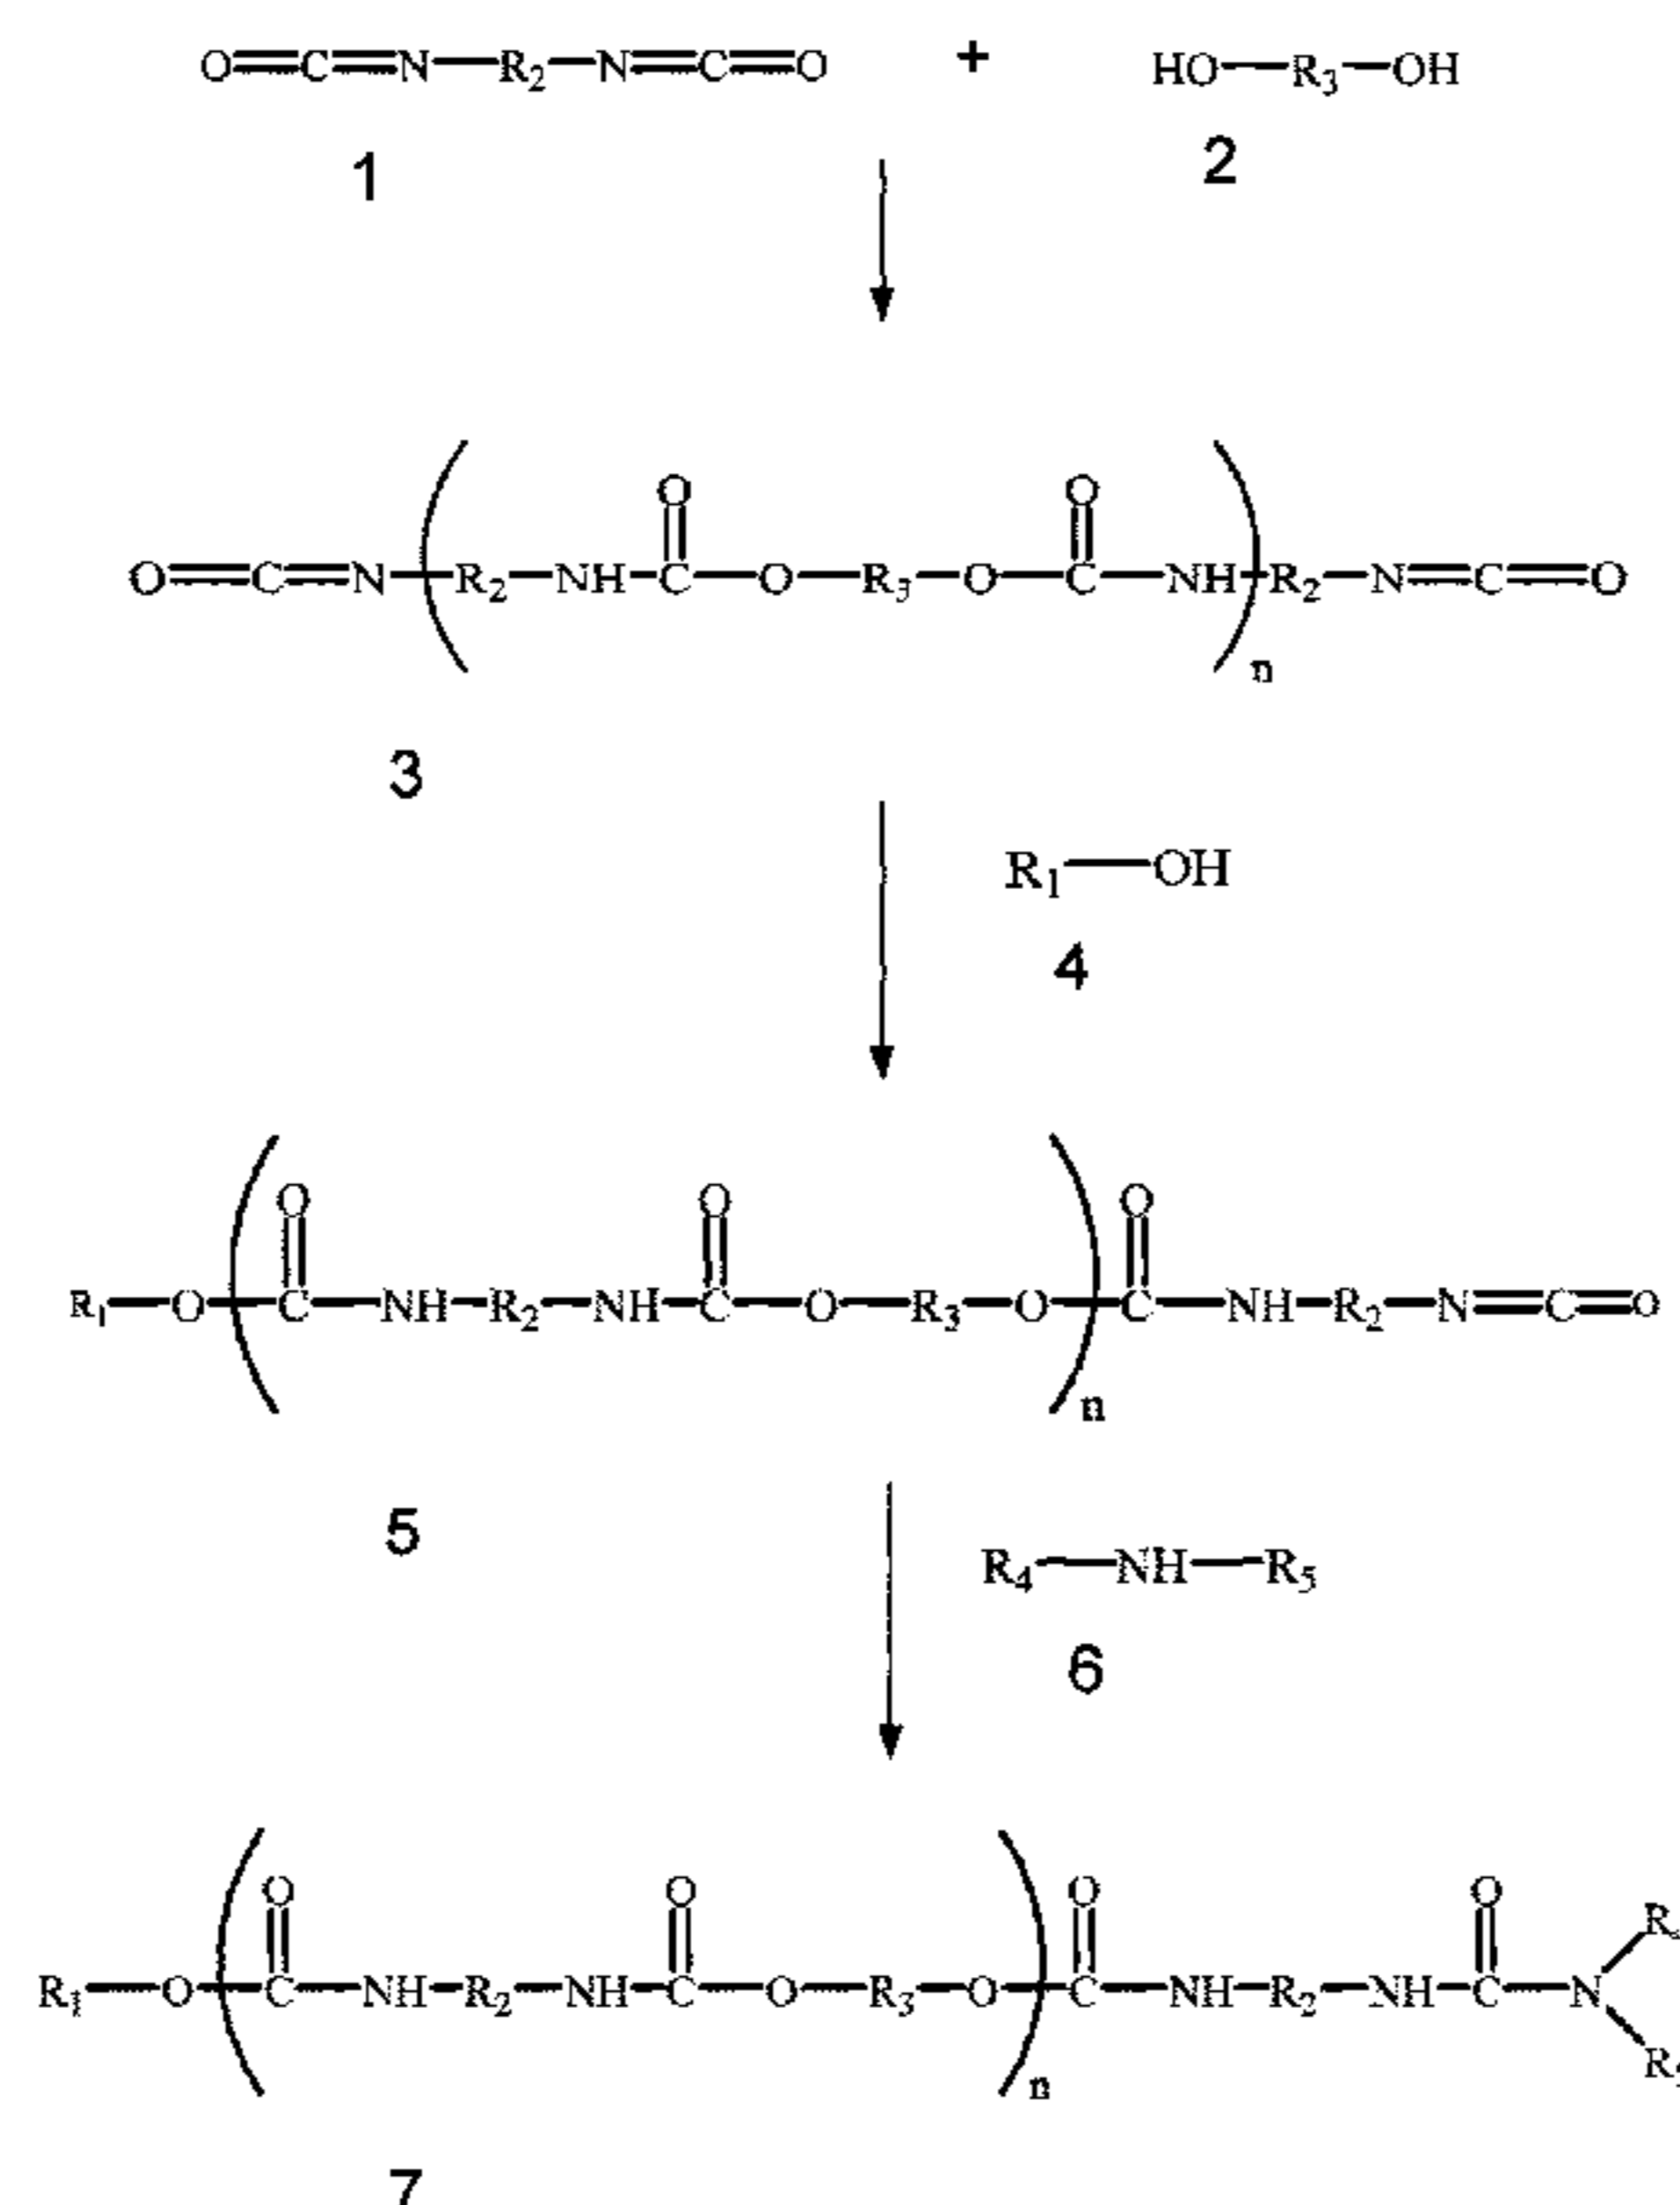 O=C=N—R2—N=C=O + HO—R3—OH
1 2
O O
O=C=N—(R2—NH—C—O—R3—O—C—NH)n—R2—N=C=O
3
R1—OH
4
O O O
R1—O—(C—NH—R2—NH—C—O—R3—O)n—C—NH—R2—N=C=O
5
R4—NH—R5
6
O O O O R
R1—O—(C—NH—R2—NH—C—O—R3—O)n—C—NH—R2—NH—C—N
R
7